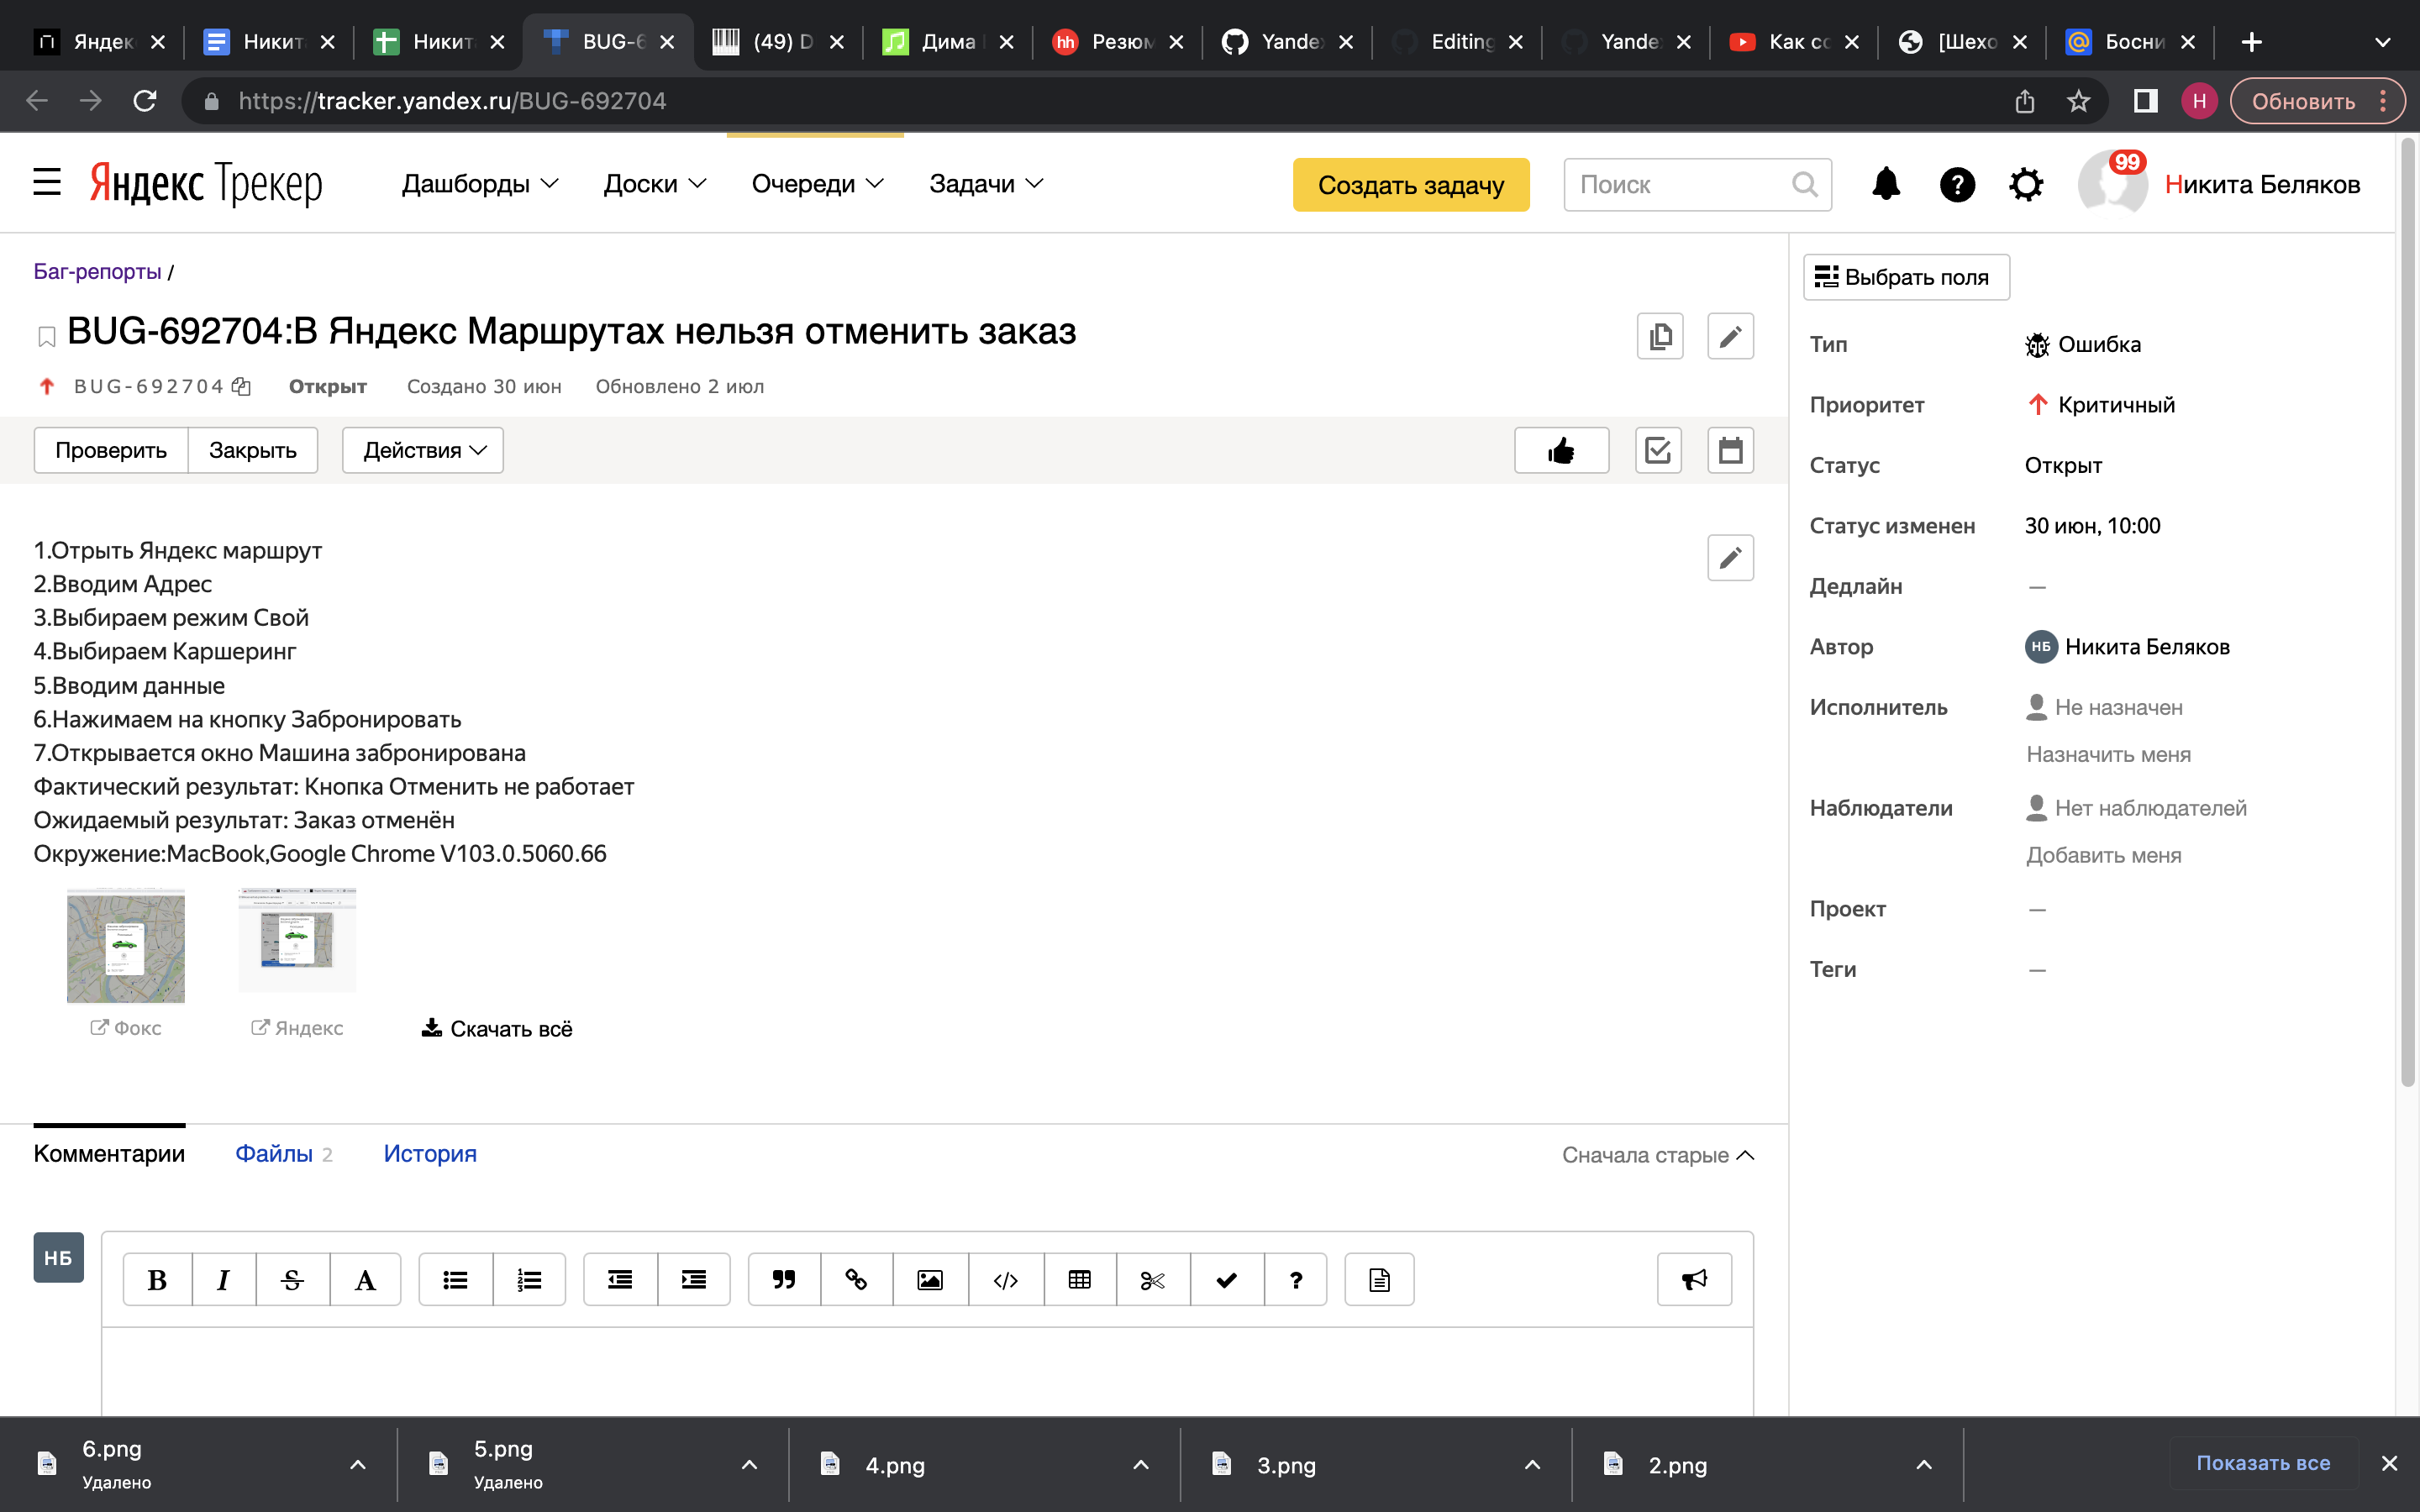 Яндек
Никит
Никит
BUG-6
(49) D
Дима
Резюм
Yande
Editing
Yande
Как сс
[Шехо
Босни
https://tracker.yandex.ru/BUG-692704
Н
Обновить
Яндекс Трекер
Дашборды
Доски
Очереди
Задачи
Создать задачу
Поиск
99
Никита Беляков
Баг-репорты /
BUG-692704:В Яндекс Маршрутах нельзя отменить заказ
BUG-692704
Открыт
Создано 30 июн
Обновлено 2 июл
Проверить
Закрыть
Действия
1.Отрыть Яндекс маршрут
2.Вводим Адрес
3.Выбираем режим Свой
4.Выбираем Каршеринг
5.Вводим данные
6.Нажимаем на кнопку Забронировать
7.Открывается окно Машина забронирована
Фактический результат: Кнопка Отменить не работает
Ожидаемый результат: Заказ отменён
Окружение:MacBook,Google Chrome V103.0.5060.66
Фокс
Яндекс
Скачать всё
Выбрать поля
Тип
Ошибка
Приоритет
Критичный
Статус
Открыт
Статус изменен
30 июн, 10:00
Дедлайн
—
Автор
НБ Никита Беляков
Исполнитель
Не назначен
Назначить меня
Наблюдатели
Нет наблюдателей
Добавить меня
Проект
—
Теги
—
Комментарии
Файлы 2
История
Сначала старые
НБ
6.png
Удалено
5.png
Удалено
4.png
3.png
2.png
Показать все